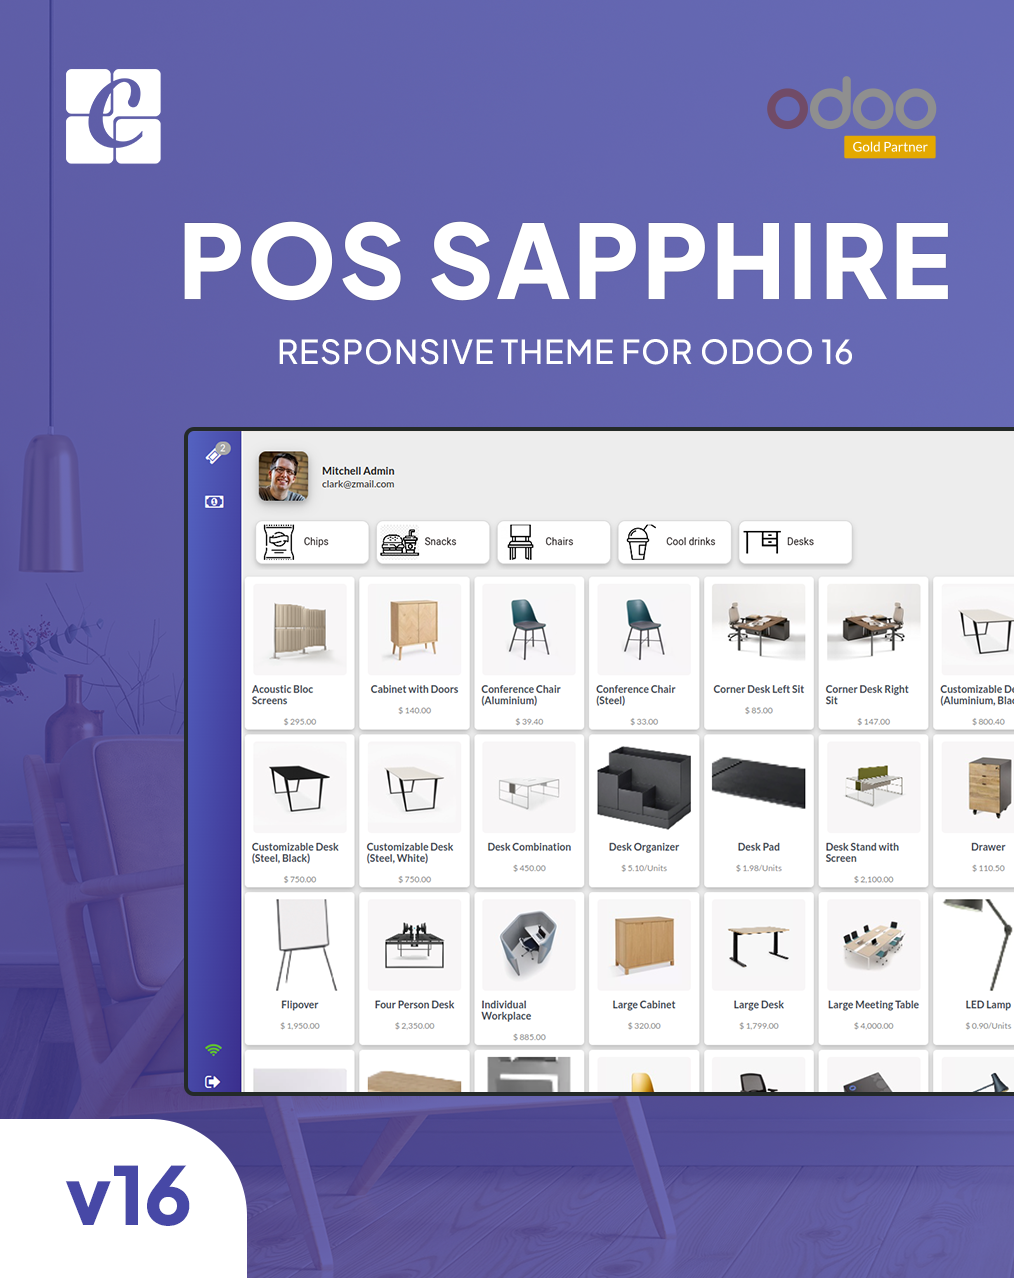 C
odoo
Gold Partner
POS SAPPHIRE
RESPONSIVE THEME FOR ODOO 16
2
Mitchell Admin
clark@zmail.com
Chips
Snacks
Chairs
Cool drinks
Desks
Acoustic Bloc
Screens
$ 295.00
Cabinet with Doors
$ 140.00
Conference Chair
(Aluminium)
$ 39.40
Conference Chair
(Steel)
$ 33.00
Corner Desk Left Sit
$ 85.00
Corner Desk Right
Sit
$ 147.00
Customizable De
(Aluminium, Blac
$ 800.40
Customizable Desk
(Steel, Black)
$ 750.00
Customizable Desk
(Steel, White)
$ 750.00
Desk Combination
$ 450.00
Desk Organizer
$ 5.10/Units
Desk Pad
$ 1.98/Units
Desk Stand with
Screen
$ 2,100.00
Drawer
$ 110.50
Flipover
$ 1,950.00
Four Person Desk
$ 2,350.00
Individual
Workplace
$ 885.00
Large Cabinet
$ 320.00
Large Desk
$ 1,799.00
Large Meeting Table
$ 4,000.00
LED Lamp
$ 0.90/Units
v16